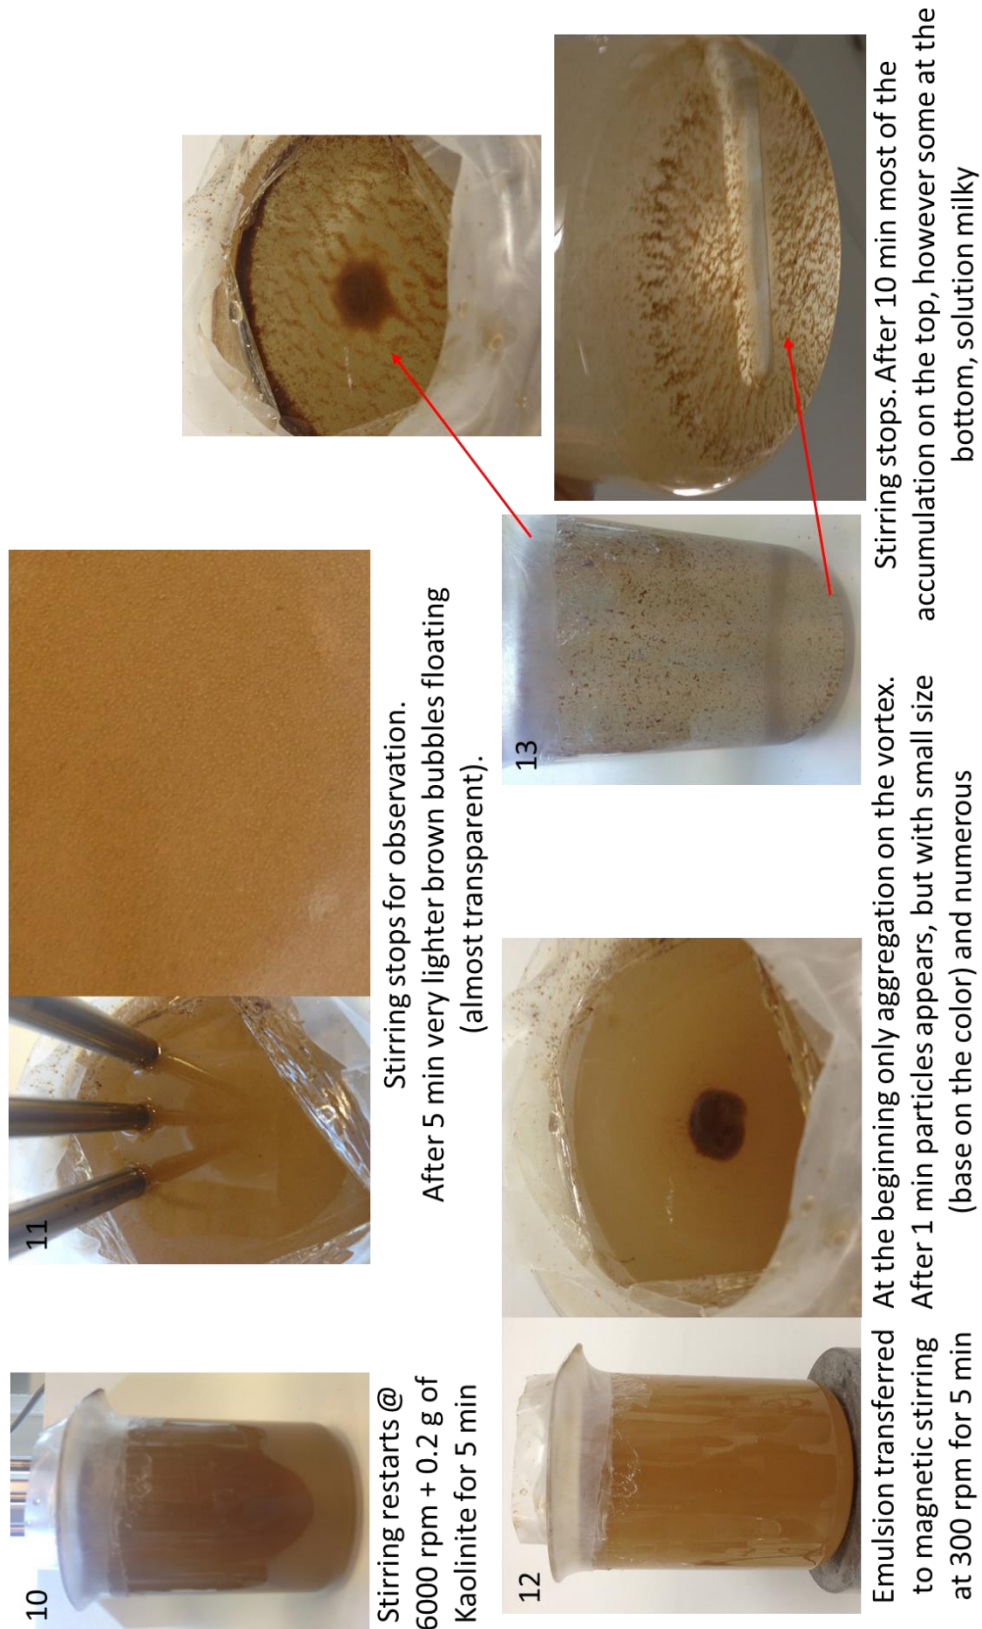 10
Stirring restarts @
6000 rpm + 0.2 g of
Kaolinite for 5 min
11
Stirring stops for observation.
After 5 min very lighter brown bubbles floating
(almost transparent).
12
Emulsion transferred
to magnetic stirring
at 300 rpm for 5 min
At the beginning only aggregation on the vortex.
After 1 min particles appears, but with small size
(base on the color) and numerous
13
Stirring stops. After 10 min most of the
accumulation on the top, however some at the
bottom, solution milky